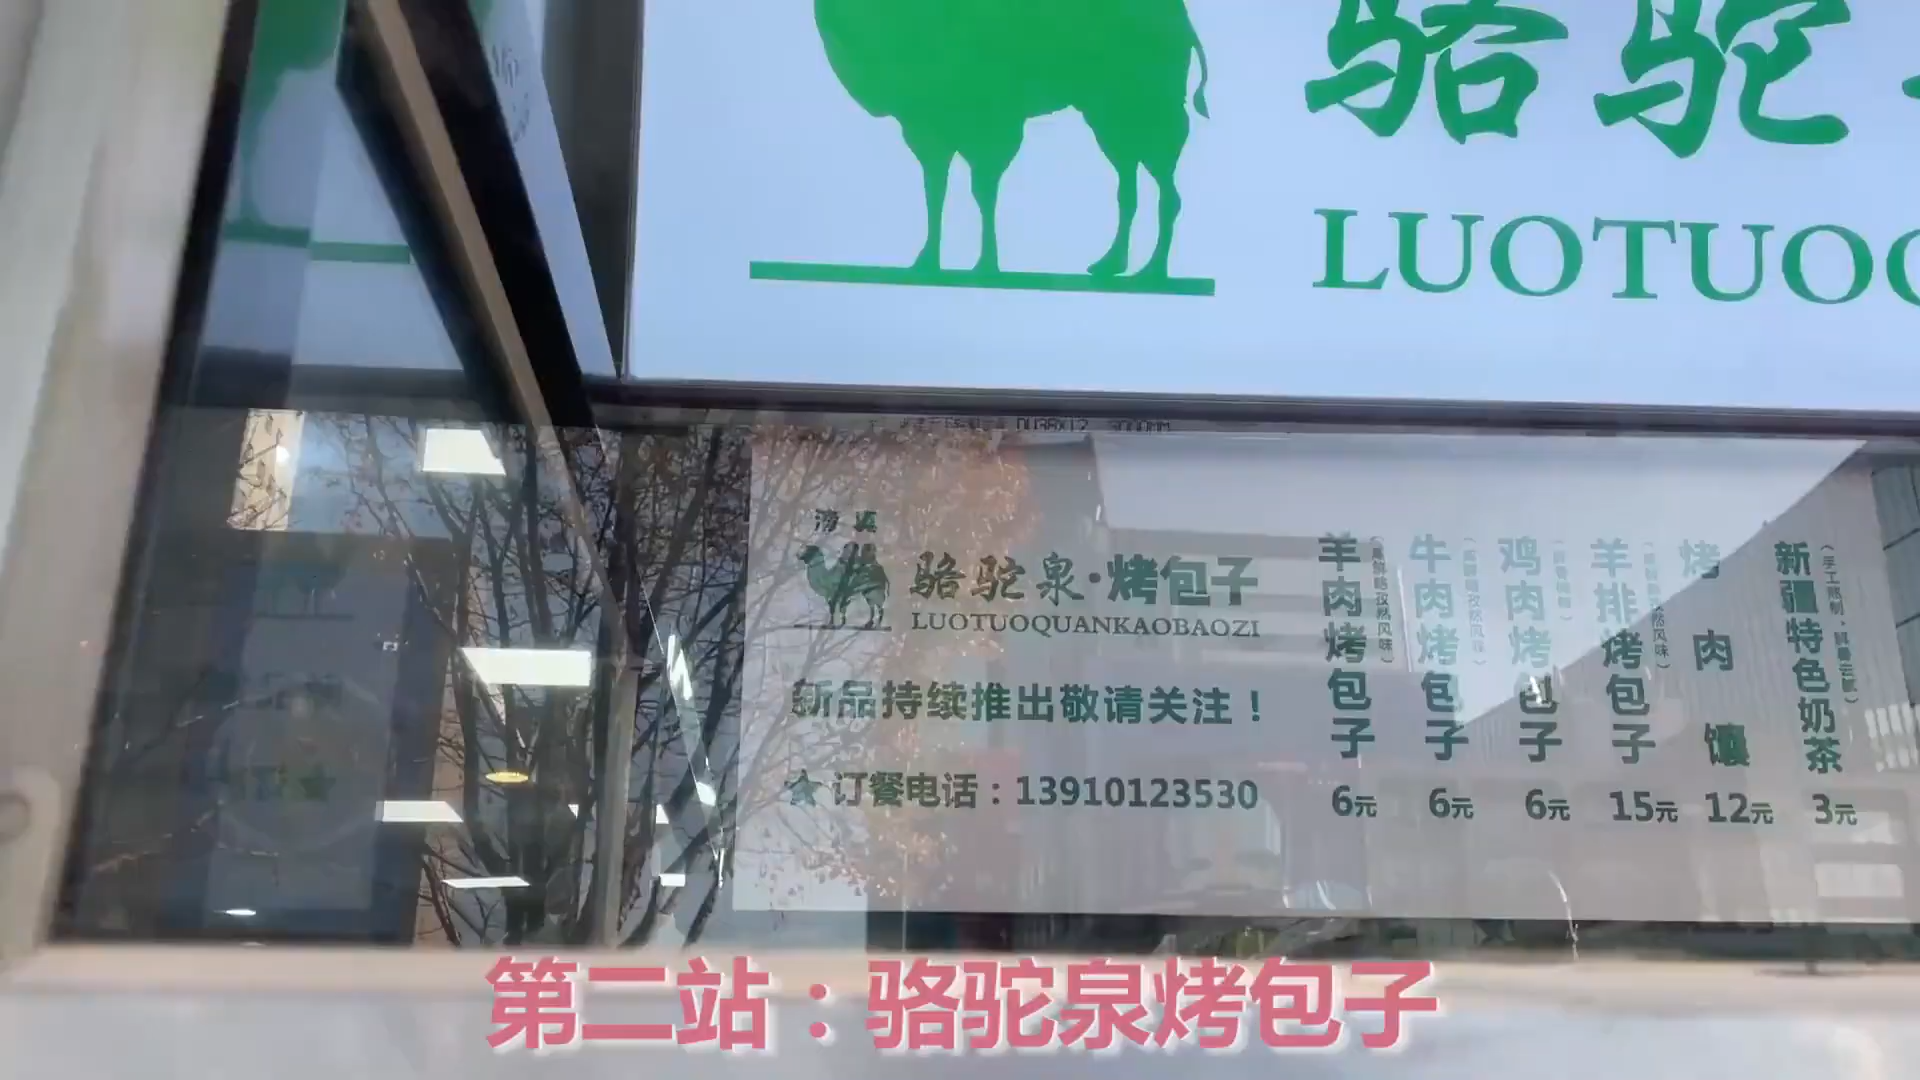 骆驼
LUOTUO
清真
骆驼泉·烤包子
LUOTUOQUANKAOBAOZI
新品持续推出敬请关注！
★订餐电话：13910123530
羊肉烤包子
6元
牛肉烤包子
6元
鸡肉烤包子
6元
羊排烤包子
15元
烤肉馕
12元
新疆特色奶茶
3元
第二站：骆驼泉烤包子